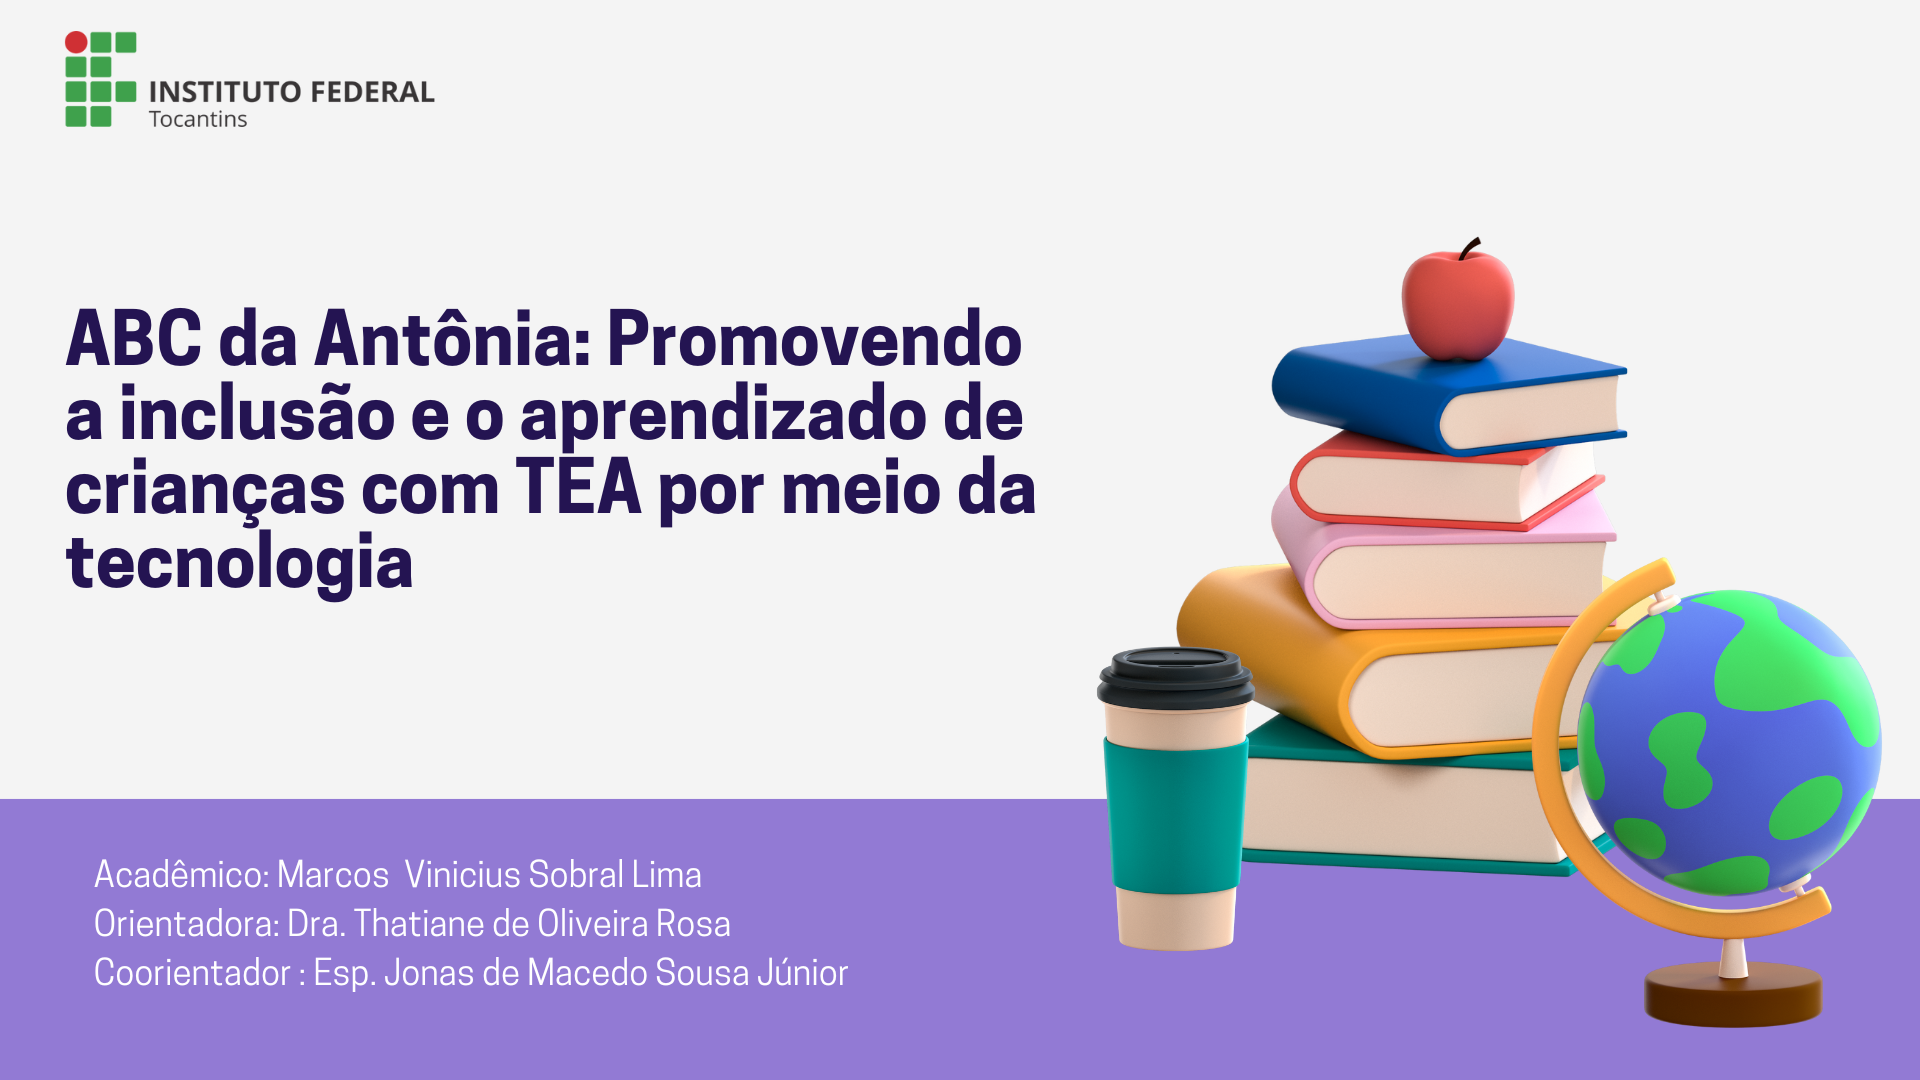 INSTITUTO FEDERAL
Tocantins
ABC da Antônia: Promovendo
a inclusão e o aprendizado de
crianças com TEA por meio da
tecnologia
Acadêmico: Marcos  Vinicius Sobral Lima
Orientadora: Dra. Thatiane de Oliveira Rosa
Coorientador : Esp. Jonas de Macedo Sousa Júnior